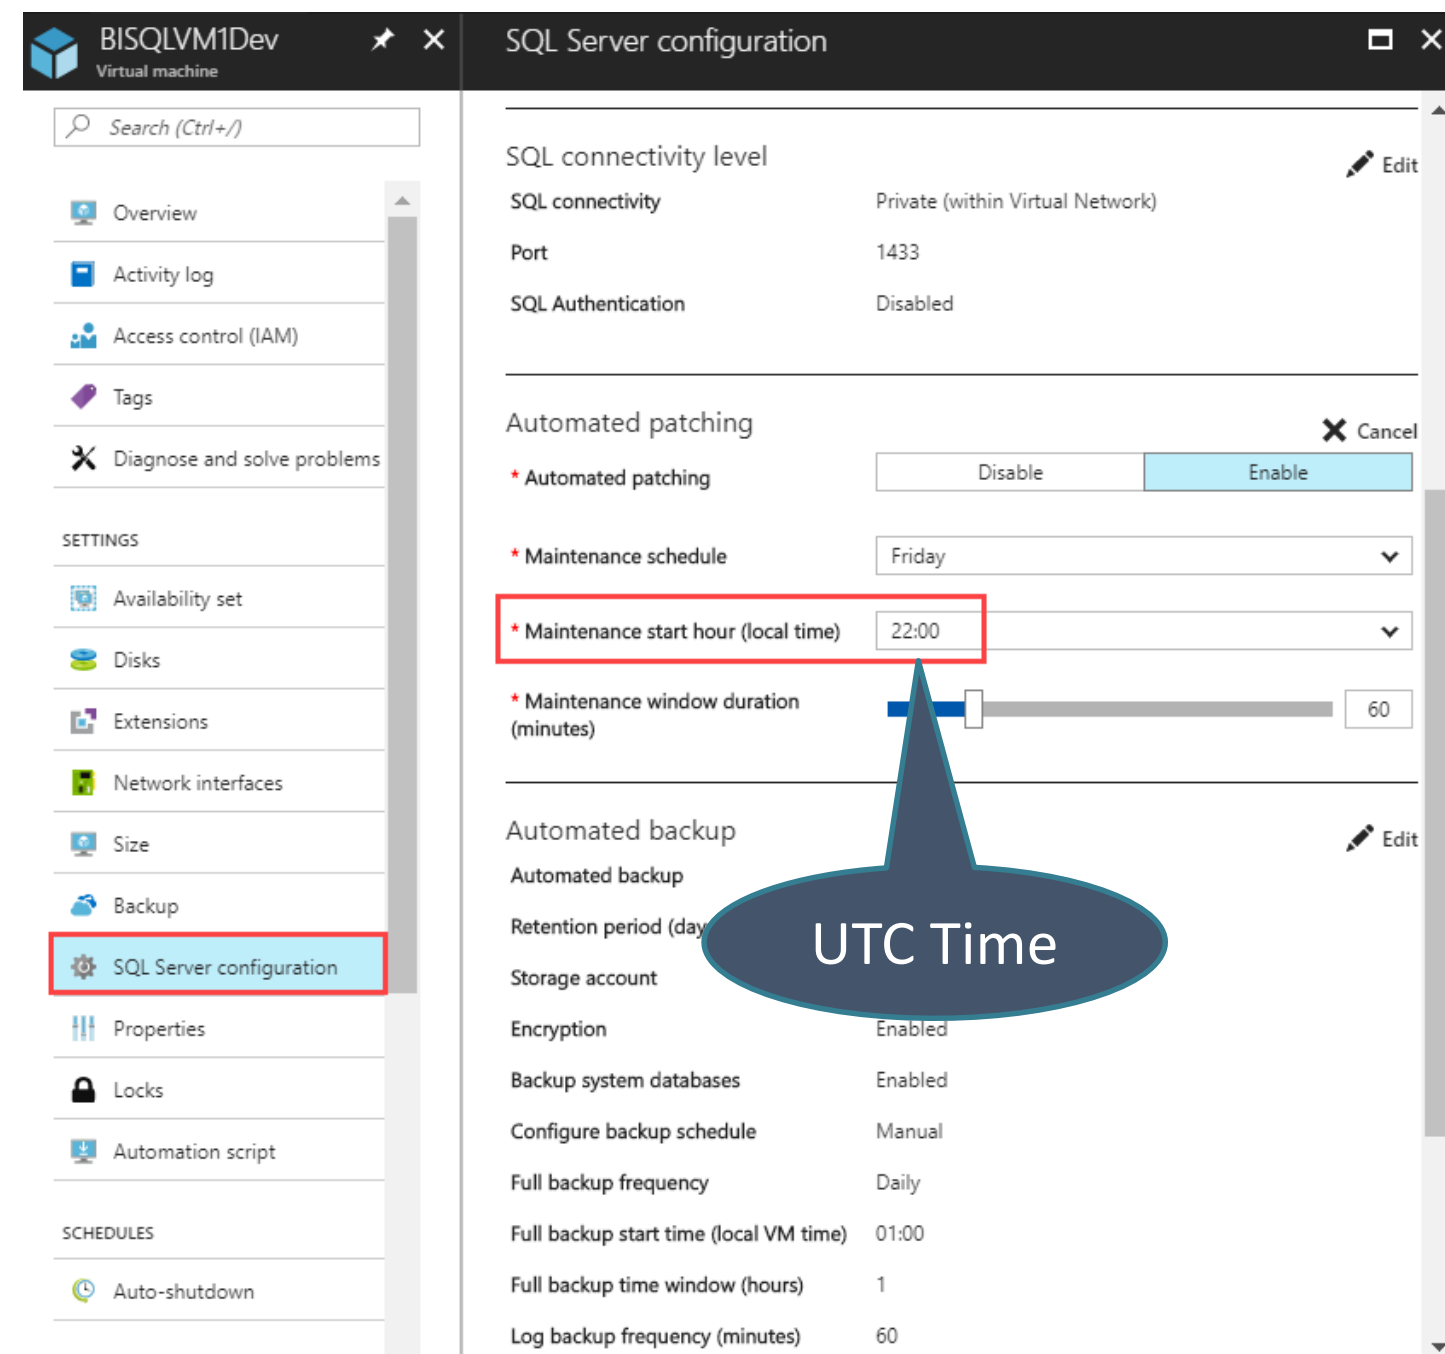 BISQLVM1Dev
Virtual machine
SQL Server configuration
Search (Ctrl+/)
Overview
Activity log
Access control (IAM)
Tags
Diagnose and solve problems
SETTINGS
Availability set
Disks
Extensions
Network interfaces
Size
Backup
SQL Server configuration
Properties
Locks
Automation script
SCHEDULES
Auto-shutdown
SQL connectivity level
Edit
SQL connectivity Private (within Virtual Network)
Port 1433
SQL Authentication Disabled
Automated patching
Cancel
* Automated patching Disable Enable
* Maintenance schedule Friday
* Maintenance start hour (local time) 22:00
* Maintenance window duration
(minutes)
60
UTC Time
Automated backup
Edit
Automated backup
Retention period (day
Storage account
Encryption Enabled
Backup system databases Enabled
Configure backup schedule Manual
Full backup frequency Daily
Full backup start time (local VM time) 01:00
Full backup time window (hours) 1
Log backup frequency (minutes) 60